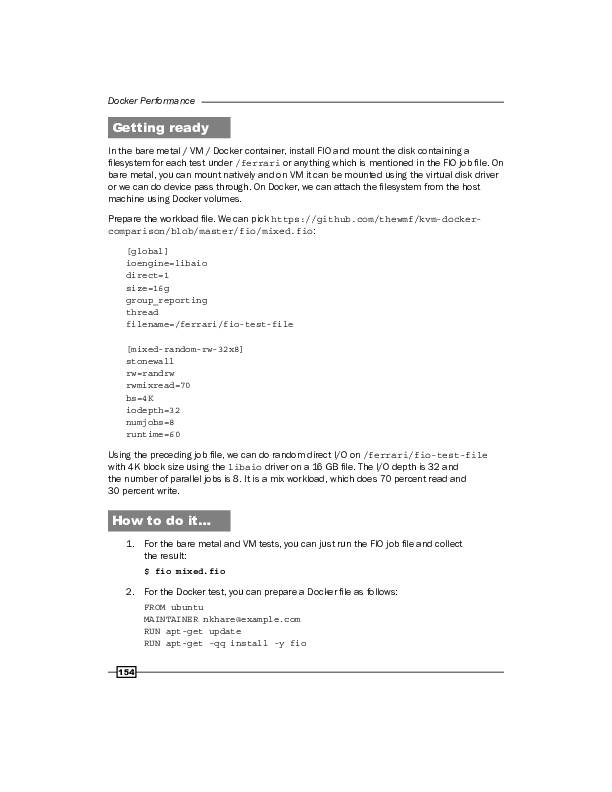 Docker Performance
Getting ready
In the bare metal / VM / Docker container, install FIO and mount the disk containing a
filesystem for each test under /ferrari or anything which is mentioned in the FIO job file. On
bare metal, you can mount natively and on VM it can be mounted using the virtual disk driver
or we can do device pass through. On Docker, we can attach the filesystem from the host
machine using Docker volumes.
Prepare the workload file. We can pick https://github.com/thewmf/kvm-docker-
comparison/blob/master/fio/mixed.fio:
[global]
ioengine=libaio
direct=1
size=16g
group_reporting
thread
filename=/ferrari/fio-test-file
[mixed-random-rw-32x8]
stonewall
rw=randrw
rwmixread=70
bs=4K
iodepth=32
numjobs=8
runtime=60
Using the preceding job file, we can do random direct I/O on /ferrari/fio-test-file
with 4K block size using the libaio driver on a 16 GB file. The I/O depth is 32 and
the number of parallel jobs is 8. It is a mix workload, which does 70 percent read and
30 percent write.
How to do it…
1. For the bare metal and VM tests, you can just run the FIO job file and collect
the result:
$ fio mixed.fio
2. For the Docker test, you can prepare a Docker file as follows:
FROM ubuntu
MAINTAINER nkhare@example.com
RUN apt-get update
RUN apt-get -qq install -y fio
154